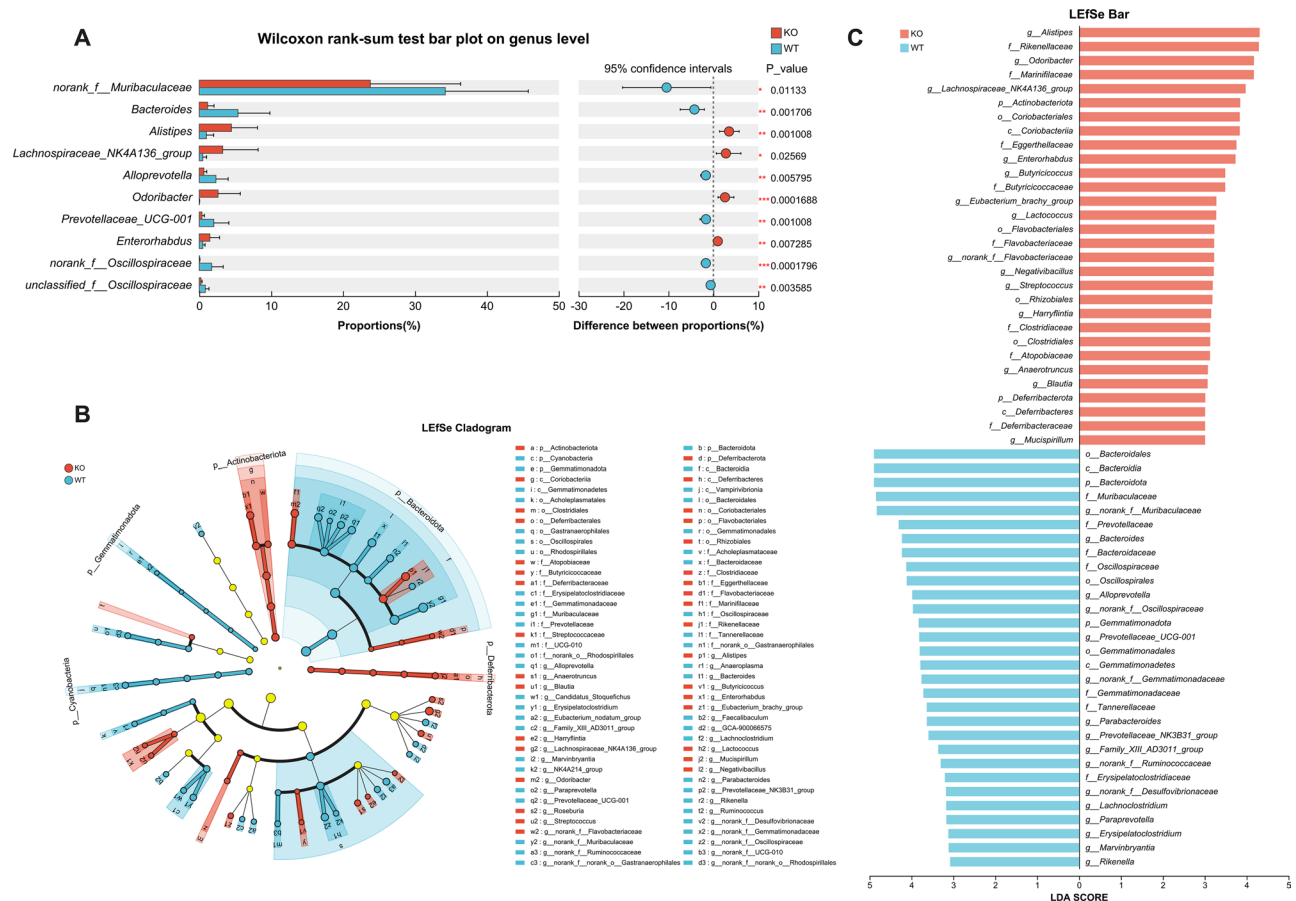 A
Wilcoxon rank-sum test bar plot on genus level
KO
WT
95% confidence intervals
P_value
norank_f__Muribaculaceae
* 0.01133
Bacteroides
** 0.001706
Alistipes
** 0.001008
Lachnospiraceae_NK4A136_group
* 0.02569
Alloprevotella
** 0.005795
Odoribacter
*** 0.0001688
Prevotellaceae_UCG-001
** 0.001008
Enterorhabdus
** 0.007285
norank_f__Oscillospiraceae
*** 0.0001796
unclassified_f__Oscillospiraceae
** 0.003585
0 10 20 30 40 50
-30 -20 -10 0 10
Proportions(%)
Difference between proportions(%)
B
LEfSe Cladogram
KO
WT
p__Actinobacteriota
p__Bacteroidota
p__Gemmatimonadota
p__Cyanobacteria
p__Deferribacterota
a : p__Actinobacteriota
b : p__Bacteroidota
c : p__Cyanobacteria
d : p__Deferribacterota
e : p__Gemmatimonadota
f : c__Bacteroidia
g : c__Coriobacteriia
h : c__Deferribacteres
i : c__Gemmatimonadetes
j : c__Vampirivibrionia
k : o__Acholeplasmatales
l : o__Bacteroidales
m : o__Clostridiales
n : o__Coriobacteriales
o : o__Deferribacterales
p : o__Flavobacteriales
q : o__Gastranaerophilales
r : o__Gemmatimonadales
s : o__Oscillospirales
t : o__Rhizobiales
u : o__Rhodospirillales
v : f__Acholeplasmataceae
w : f__Atopobiaceae
x : f__Bacteroidaceae
y : f__Butyricicoccaceae
z : f__Clostridiaceae
a1 : f__Deferribacteraceae
b1 : f__Eggerthellaceae
c1 : f__Erysipelatoclostridiaceae
d1 : f__Flavobacteriaceae
e1 : f__Gemmatimonadaceae
f1 : f__Marinifilaceae
g1 : f__Muribaculaceae
h1 : f__Oscillospiraceae
i1 : f__Prevotellaceae
j1 : f__Rikenellaceae
k1 : f__Streptococcaceae
l1 : f__Tannerellaceae
m1 : f__UCG-010
n1 : f__norank_o__Gastranaerophilales
o1 : f__norank_o__Rhodospirillales
p1 : g__Alistipes
q1 : g__Alloprevotella
r1 : g__Anaeroplasma
s1 : g__Anaerotruncus
t1 : g__Bacteroides
u1 : g__Blautia
v1 : g__Butyricicoccus
w1 : g__Candidatus_Stoquefichus
x1 : g__Enterorhabdus
y1 : g__Erysipelatoclostridium
z1 : g__Eubacterium_brachy_group
a2 : g__Eubacterium_nodatum_group
b2 : g__Faecalibaculum
c2 : g__Family_XIII_AD3011_group
d2 : g__GCA-900066575
e2 : g__Harryflintia
f2 : g__Lachnoclostridium
g2 : g__Lachnospiraceae_NK4A136_group
h2 : g__Lactococcus
i2 : g__Marvinbryantia
j2 : g__Mucispirillum
k2 : g__NK4A214_group
l2 : g__Negativibacillus
m2 : g__Odoribacter
n2 : g__Parabacteroides
o2 : g__Paraprevotella
p2 : g__Prevotellaceae_NK3B31_group
q2 : g__Prevotellaceae_UCG-001
r2 : g__Rikenella
s2 : g__Roseburia
t2 : g__Ruminococcus
u2 : g__Streptococcus
v2 : g__norank_f__Desulfovibrionaceae
w2 : g__norank_f__Flavobacteriaceae
x2 : g__norank_f__Gemmatimonadaceae
y2 : g__norank_f__Muribaculaceae
z2 : g__norank_f__Oscillospiraceae
a3 : g__norank_f__Ruminococcaceae
b3 : g__norank_f__UCG-010
c3 : g__norank_f__norank_o__Gastranaerophilales
d3 : g__norank_f__norank_o__Rhodospirillales
C
LEfSe Bar
KO
WT
g__Alistipes
f__Rikenellaceae
g__Odoribacter
f__Marinifilaceae
g__Lachnospiraceae_NK4A136_group
p__Actinobacteriota
o__Coriobacteriales
c__Coriobacteriia
f__Eggerthellaceae
g__Enterorhabdus
g__Butyricicoccus
f__Butyricicoccaceae
g__Eubacterium_brachy_group
g__Lactococcus
o__Flavobacteriales
f__Flavobacteriaceae
g__norank_f__Flavobacteriaceae
g__Negativibacillus
g__Streptococcus
o__Rhizobiales
g__Harryflintia
f__Clostridiaceae
o__Clostridiales
f__Atopobiaceae
g__Anaerotruncus
g__Blautia
p__Deferribacterota
c__Deferribacteres
f__Deferribacteraceae
g__Mucispirillum
o__Bacteroidales
c__Bacteroidia
p__Bacteroidota
f__Muribaculaceae
g__norank_f__Muribaculaceae
f__Prevotellaceae
g__Bacteroides
f__Bacteroidaceae
f__Oscillospiraceae
o__Oscillospirales
g__Alloprevotella
g__norank_f__Oscillospiraceae
p__Gemmatimonadota
g__Prevotellaceae_UCG-001
o__Gemmatimonadales
c__Gemmatimonadetes
g__norank_f__Gemmatimonadaceae
f__Gemmatimonadaceae
f__Tannerellaceae
g__Parabacteroides
g__Prevotellaceae_NK3B31_group
g__Family_XIII_AD3011_group
g__norank_f__Ruminococcaceae
f__Erysipelatoclostridiaceae
g__norank_f__Desulfovibrionaceae
g__Lachnoclostridium
g__Paraprevotella
g__Erysipelatoclostridium
g__Marvinbryantia
g__Rikenella
5 4 3 2 1 0 1 2 3 4 5
LDA SCORE